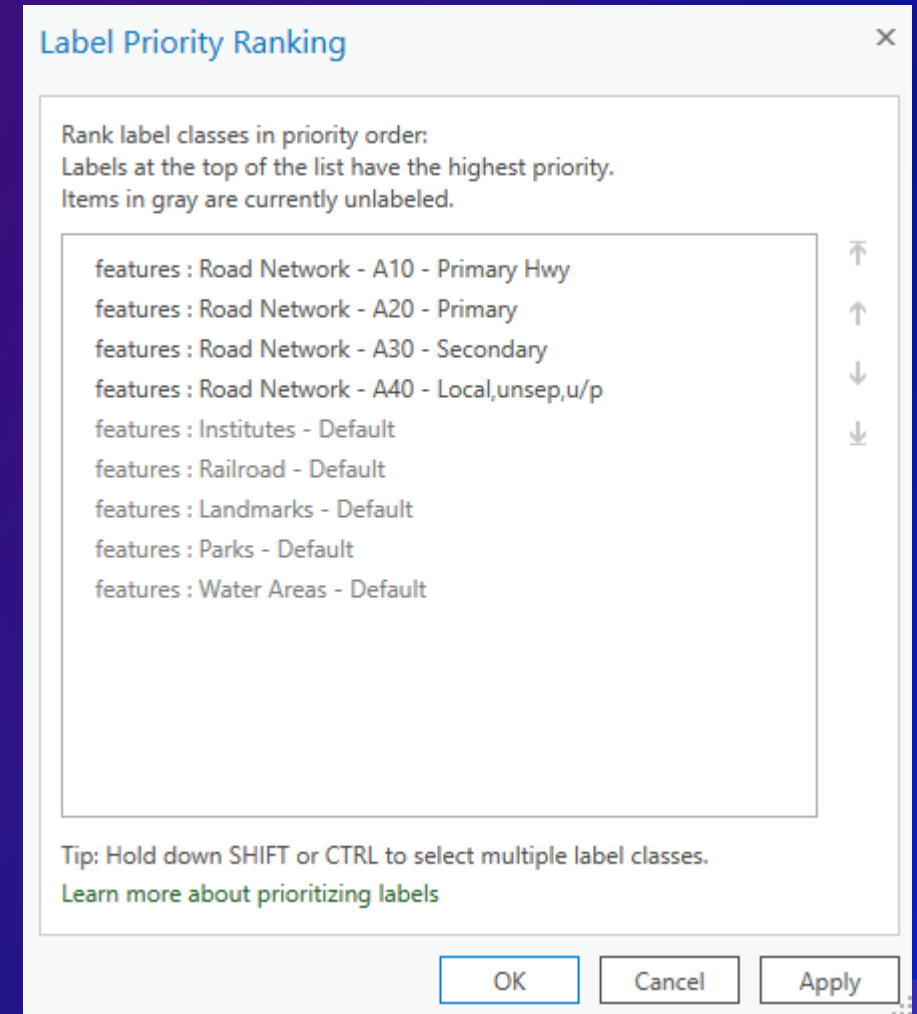 Label Priority Ranking
Rank label classes in priority order:
Labels at the top of the list have the highest priority.
Items in gray are currently unlabeled.
features : Road Network - A10 - Primary Hwy
features : Road Network - A20 - Primary
features : Road Network - A30 - Secondary
features : Road Network - A40 - Local,unsep,u/p
features : Institutes - Default
features : Railroad - Default
features : Landmarks - Default
features : Parks - Default
features : Water Areas - Default
Tip: Hold down SHIFT or CTRL to select multiple label classes.
Learn more about prioritizing labels
OK Cancel Apply